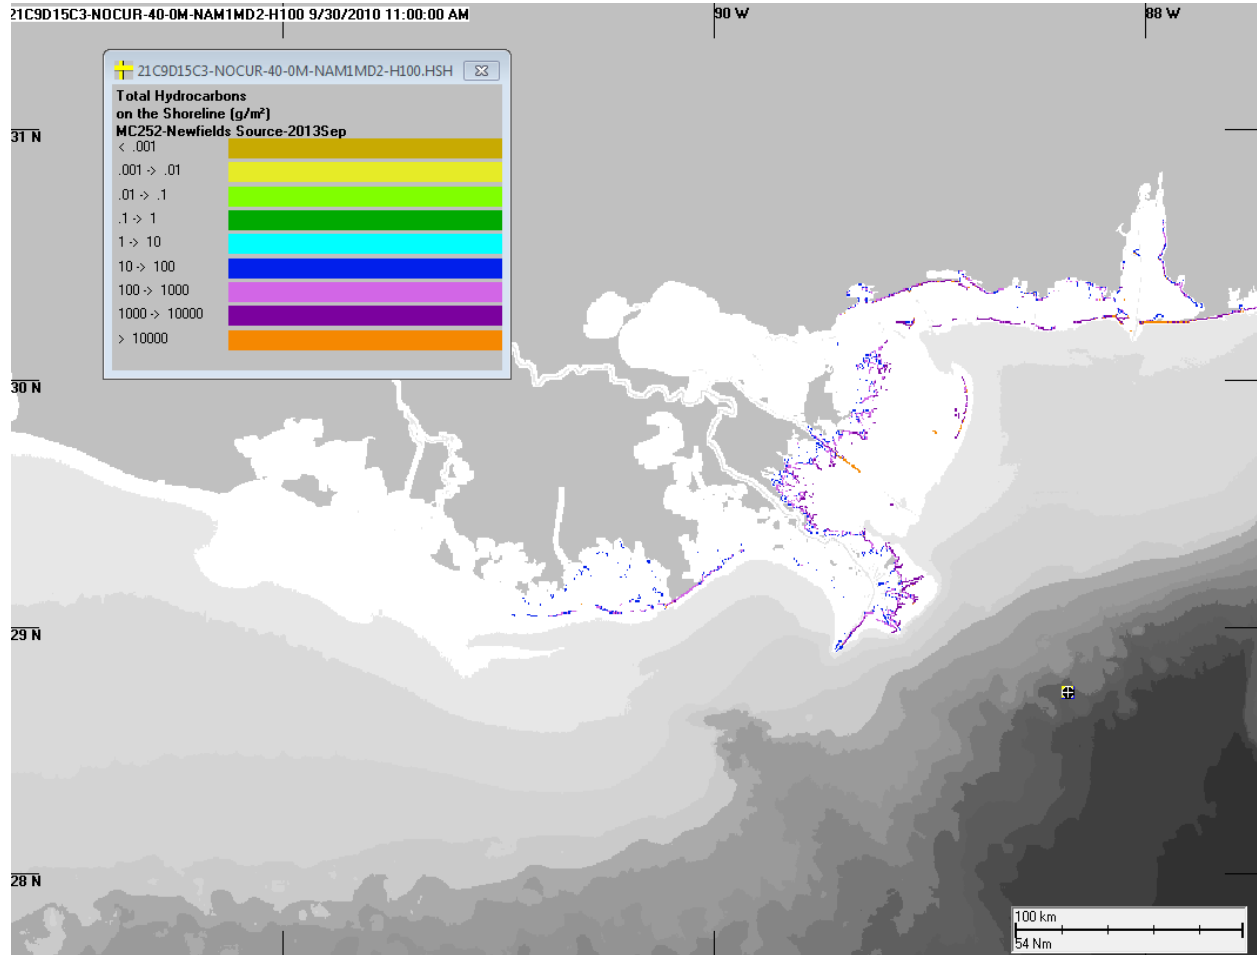 21C9D15C3-NOCUR-40-0M-NAM1MD2-H100 9/30/2010 11:00:00 AM
90 W
88 W
21C9D15C3-NOCUR-40-0M-NAM1MD2-H100.HSH
Total Hydrocarbons
on the Shoreline (g/m²)
MC252-Newfields Source-2013Sep
< .001
.001 -> .01
.01 -> .1
.1 -> 1
1 -> 10
10 -> 100
100 -> 1000
1000 -> 10000
> 10000
31 N
30 N
29 N
28 N
100 km
54 Nm